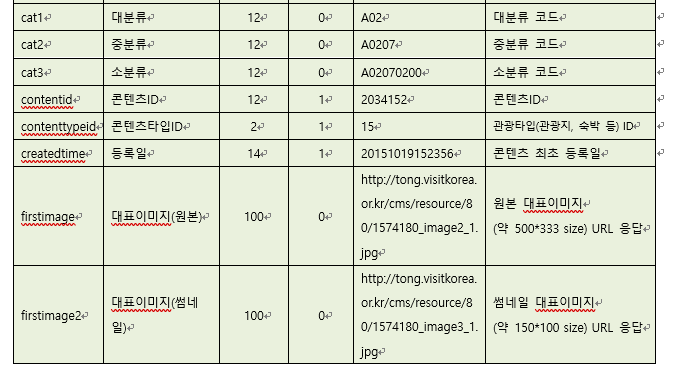 cat1 대분류 12 0 A02 대분류 코드
cat2 중분류 12 0 A0207 중분류 코드
cat3 소분류 12 0 A02070200 소분류 코드
contentid 콘텐츠ID 12 1 2034152 콘텐츠ID
contenttypeid 콘텐츠타입ID 2 1 15 관광타입(관광지, 숙박 등) ID
createdtime 등록일 14 1 20151019152356 콘텐츠 최초 등록일
firstimage 대표이미지(원본) 100 0
http://tong.visitkorea.
or.kr/cms/resource/8
0/1574180_image2_1.
jpg
원본 대표이미지
(약 500*333 size) URL 응답
firstimage2
대표이미지(썸네
일)
100 0
http://tong.visitkorea.
or.kr/cms/resource/8
0/1574180_image3_1.
jpg
썸네일 대표이미지
(약 150*100 size) URL 응답